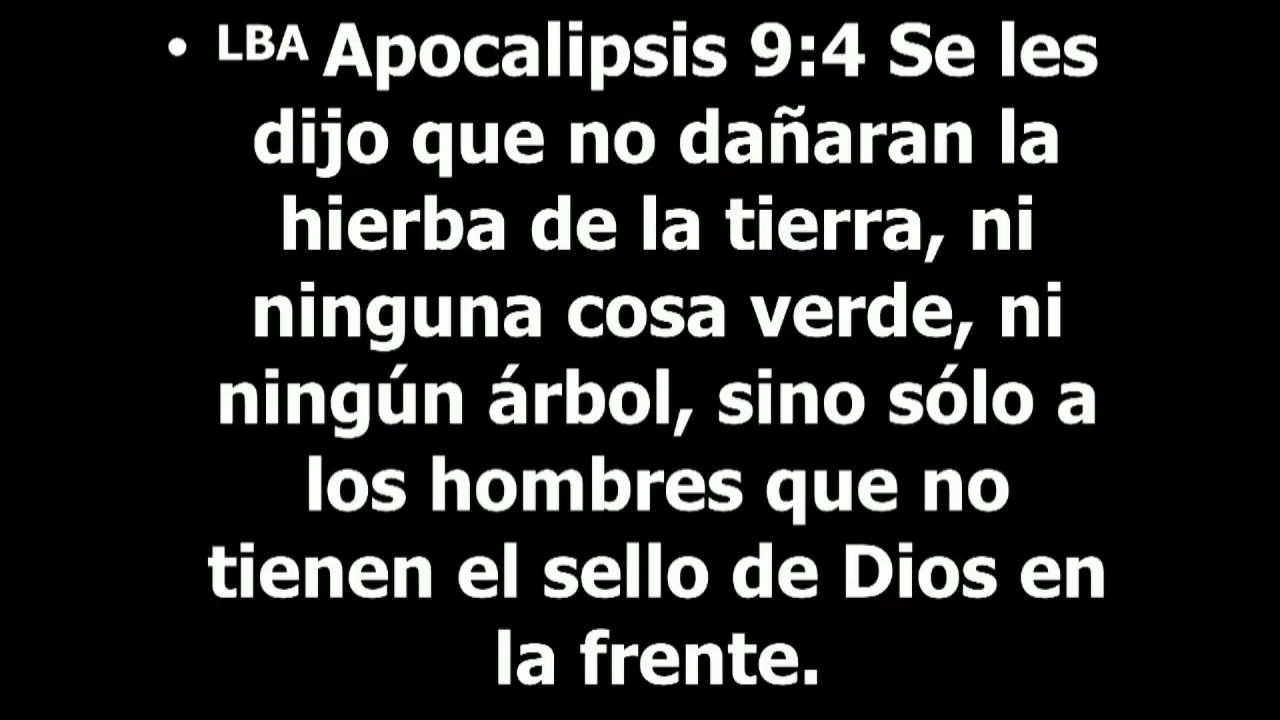 • LBA Apocalipsis 9:4 Se les
dijo que no dañaran la
hierba de la tierra, ni
ninguna cosa verde, ni
ningún árbol, sino sólo a
los hombres que no
tienen el sello de Dios en
la frente.